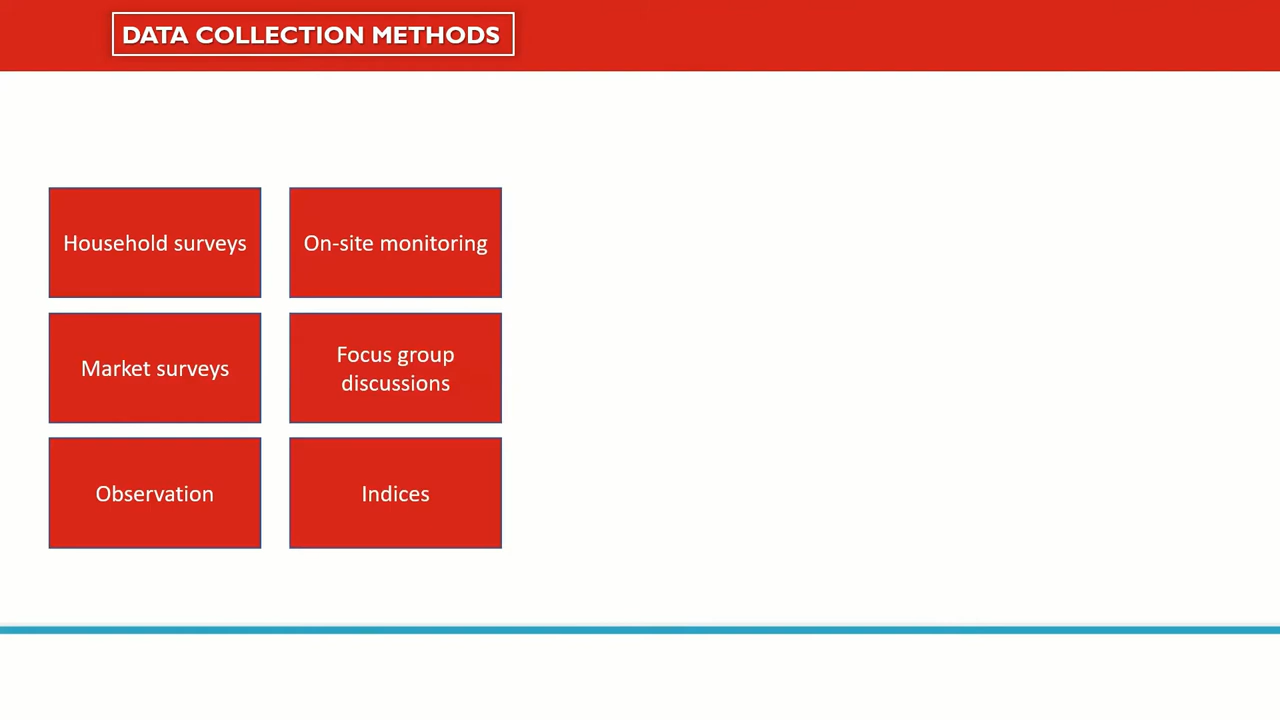 DATA COLLECTION METHODS
Household surveys
On-site monitoring
Market surveys
Focus group
discussions
Observation
Indices